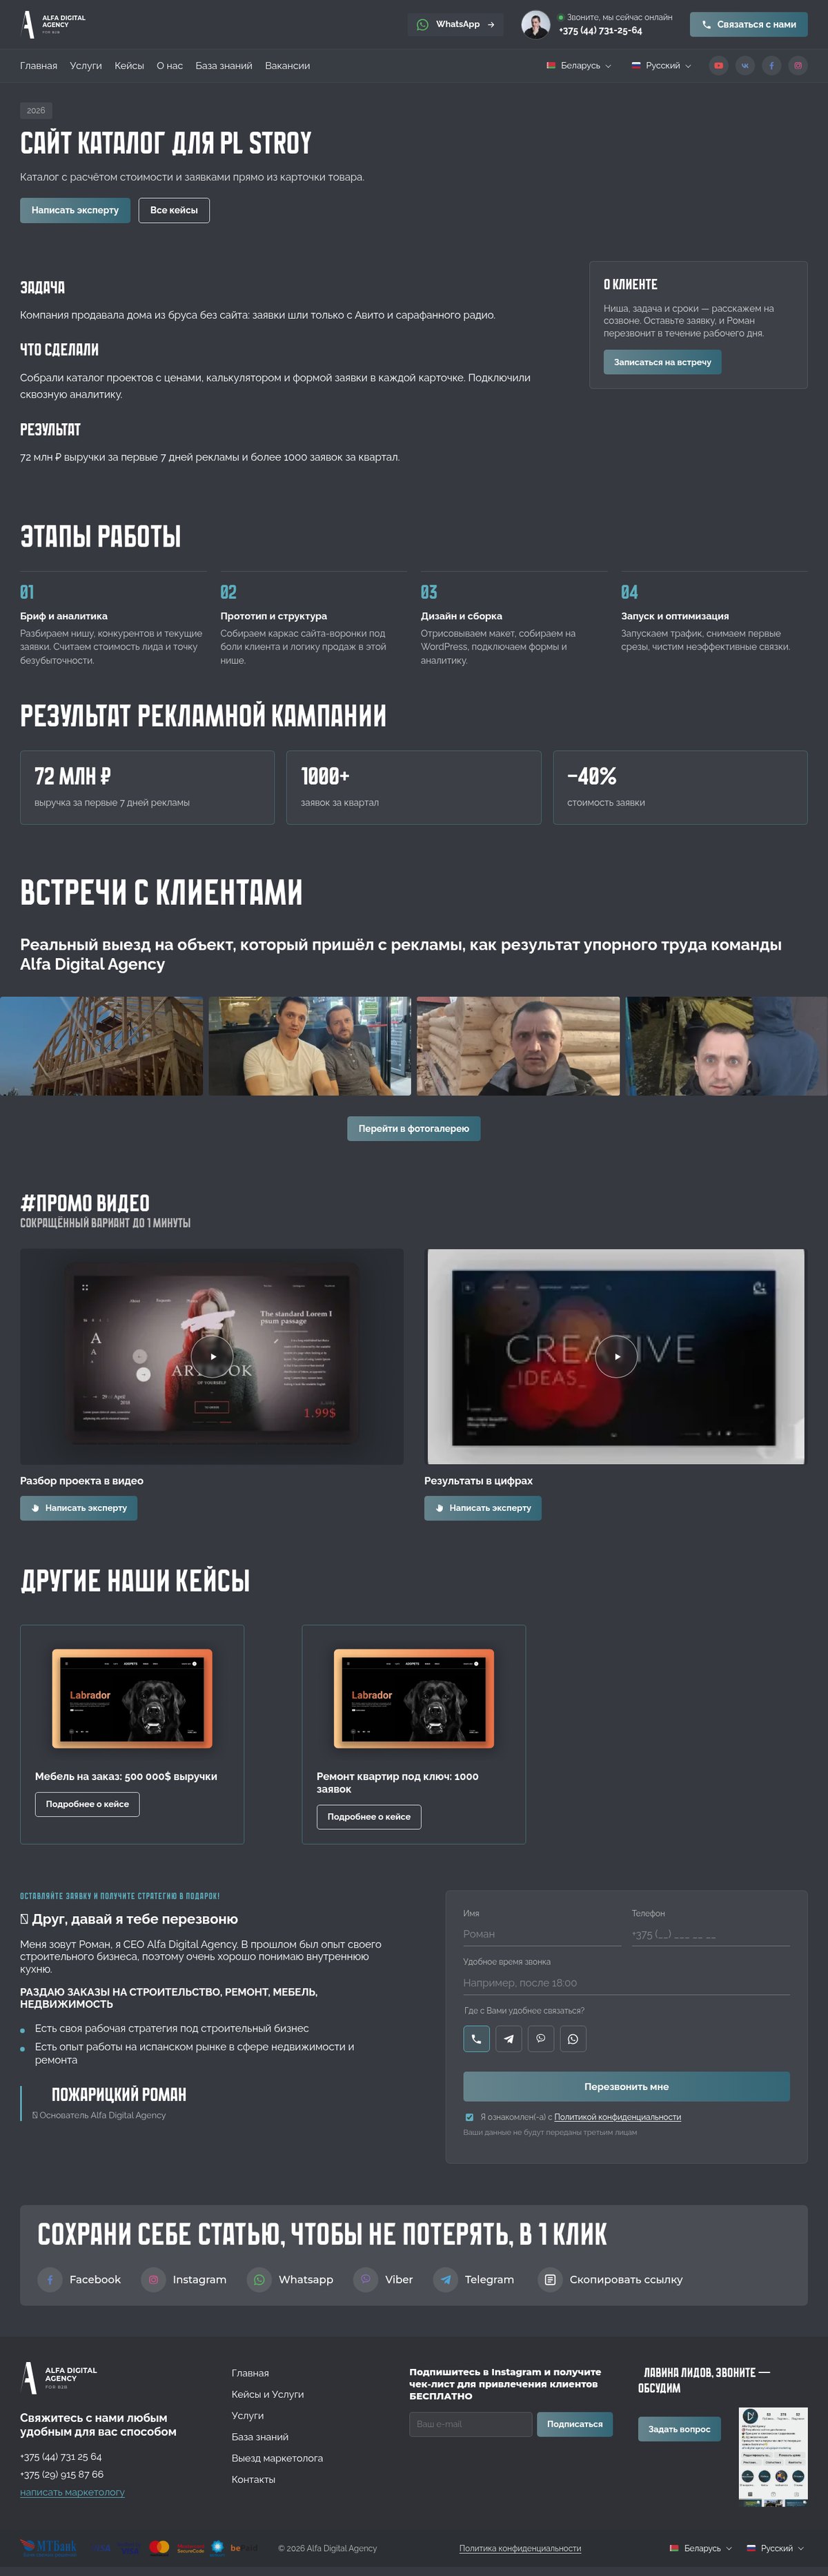 ALFA DIGITAL
AGENCY
FOR B2B
WhatsApp
Звоните, мы сейчас онлайн
+375 (44) 731-25-64
Связаться с нами
Главная Услуги Кейсы О нас База знаний Вакансии
Беларусь Русский
2026
САЙТ КАТАЛОГ ДЛЯ PL STROY
Каталог с расчётом стоимости и заявками прямо из карточки товара.
Написать эксперту Все кейсы
ЗАДАЧА
Компания продавала дома из бруса без сайта: заявки шли только с Авито и сарафанного радио.
ЧТО СДЕЛАЛИ
Собрали каталог проектов с ценами, калькулятором и формой заявки в каждой карточке. Подключили
сквозную аналитику.
РЕЗУЛЬТАТ
72 млн ₽ выручки за первые 7 дней рекламы и более 1000 заявок за квартал.
О КЛИЕНТЕ
Ниша, задача и сроки — расскажем на
созвоне. Оставьте заявку, и Роман
перезвонит в течение рабочего дня.
Записаться на встречу
ЭТАПЫ РАБОТЫ
01
Бриф и аналитика
Разбираем нишу, конкурентов и текущие
заявки. Считаем стоимость лида и точку
безубыточности.
02
Прототип и структура
Собираем каркас сайта-воронки под
боли клиента и логику продаж в этой
нише.
03
Дизайн и сборка
Отрисовываем макет, собираем на
WordPress, подключаем формы и
аналитику.
04
Запуск и оптимизация
Запускаем трафик, снимаем первые
срезы, чистим неэффективные связки.
РЕЗУЛЬТАТ РЕКЛАМНОЙ КАМПАНИИ
72 МЛН ₽
выручка за первые 7 дней рекламы
1000+
заявок за квартал
−40%
стоимость заявки
ВСТРЕЧИ С КЛИЕНТАМИ
Реальный выезд на объект, который пришёл с рекламы, как результат упорного труда команды
Alfa Digital Agency
Перейти в фотогалерею
#ПРОМО ВИДЕО
СОКРАЩЁННЫЙ ВАРИАНТ ДО 1 МИНУТЫ
The standard Lorem I
psum passage
OF YOURSELF
1.99$
CREATIVE
_IDEAS_
Разбор проекта в видео
Написать эксперту
Результаты в цифрах
Написать эксперту
ДРУГИЕ НАШИ КЕЙСЫ
Labrador
Мебель на заказ: 500 000$ выручки
Подробнее о кейсе
Labrador
Ремонт квартир под ключ: 1000
заявок
Подробнее о кейсе
ОСТАВЛЯЙТЕ ЗАЯВКУ И ПОЛУЧИТЕ СТРАТЕГИЮ В ПОДАРОК!
Друг, давай я тебе перезвоню
Меня зовут Роман, я CEO Alfa Digital Agency. В прошлом был опыт своего
строительного бизнеса, поэтому очень хорошо понимаю внутреннюю
кухню.
РАЗДАЮ ЗАКАЗЫ НА СТРОИТЕЛЬСТВО, РЕМОНТ, МЕБЕЛЬ,
НЕДВИЖИМОСТЬ
Есть своя рабочая стратегия под строительный бизнес
Есть опыт работы на испанском рынке в сфере недвижимости и
ремонта
ПОЖАРИЦКИЙ РОМАН
Основатель Alfa Digital Agency
Имя Телефон
Роман +375 (__) ___ __ __
Удобное время звонка
Например, после 18:00
Где с Вами удобнее связаться?
Перезвонить мне
Я ознакомлен(-а) с Политикой конфиденциальности
Ваши данные не будут переданы третьим лицам
СОХРАНИ СЕБЕ СТАТЬЮ, ЧТОБЫ НЕ ПОТЕРЯТЬ, В 1 КЛИК
Facebook Instagram Whatsapp Viber Telegram Скопировать ссылку
ALFA DIGITAL
AGENCY
FOR B2B
Свяжитесь с нами любым
удобным для вас способом
+375 (44) 731 25 64
+375 (29) 915 87 66
написать маркетологу
Главная
Кейсы и Услуги
Услуги
База знаний
Выезд маркетолога
Контакты
Подпишитесь в Instagram и получите
чек-лист для привлечения клиентов
БЕСПЛАТНО
Ваш e-mail Подписаться
ЛАВИНА ЛИДОВ, ЗВОНИТЕ —
ОБСУДИМ
Задать вопрос
MTBank
© 2026 Alfa Digital Agency
Политика конфиденциальности
Беларусь Русский